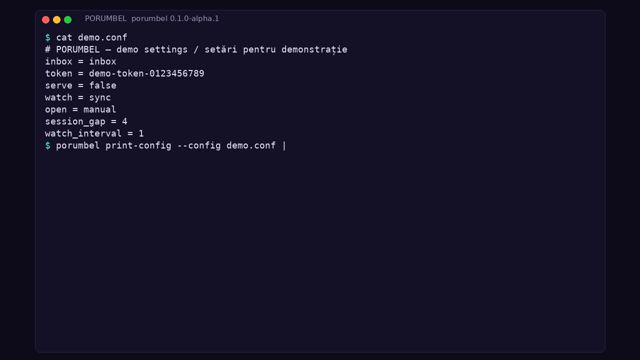 PORUMBEL porumbel 0.1.0-alpha.1
$ cat demo.conf
# PORUMBEL — demo settings / setări pentru demonstrație
inbox = inbox
token = demo-token-0123456789
serve = false
watch = sync
open = manual
session_gap = 4
watch_interval = 1
$ porumbel print-config --config demo.conf |